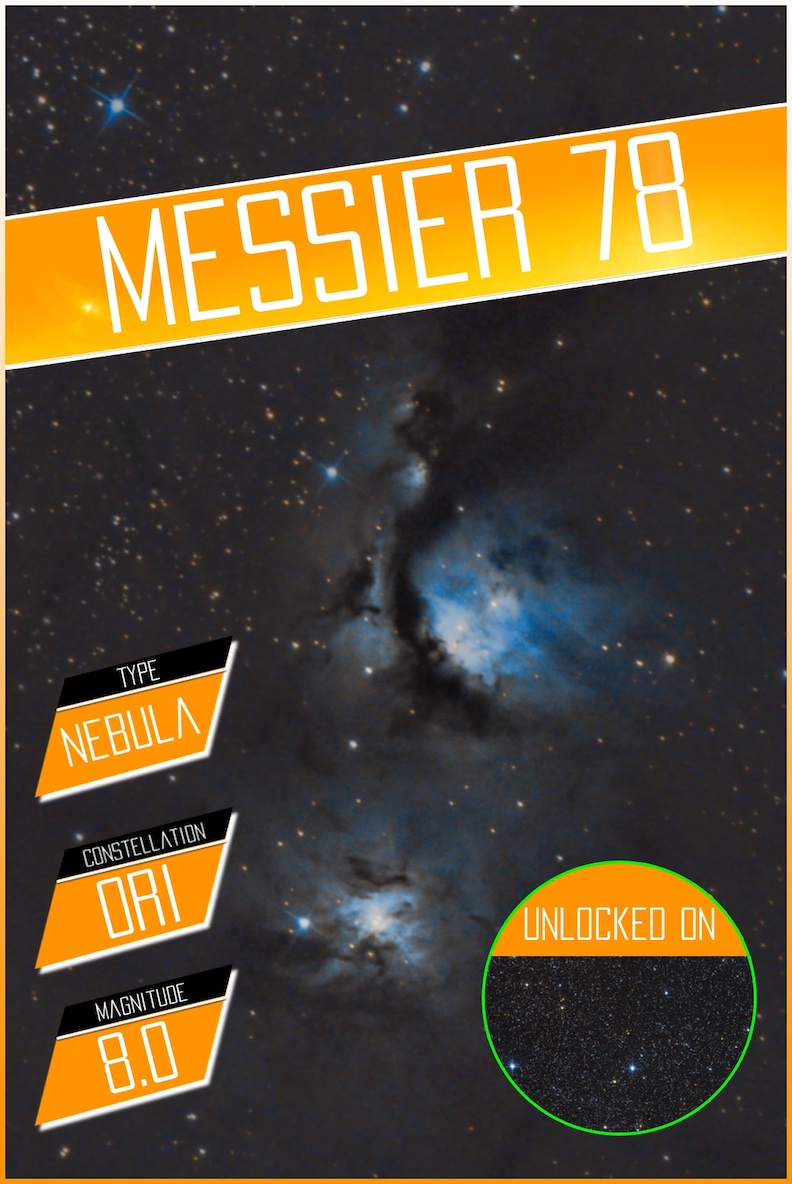 MESSIER 78
TYPE
NEBULA
CONSTELLATION
ORI
MAGNITUDE
8.0
UNLOCKED ON